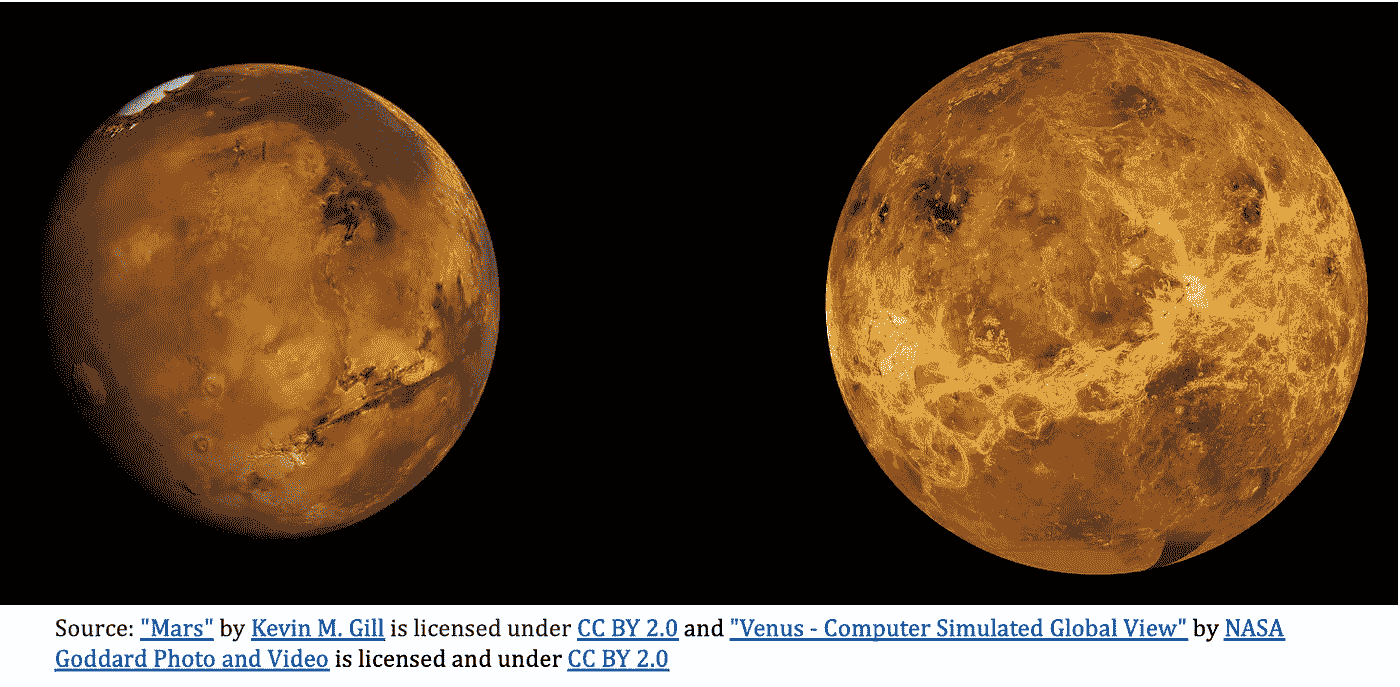 Source: "Mars" by Kevin M. Gill is licensed under CC BY 2.0 and "Venus - Computer Simulated Global View" by NASA
Goddard Photo and Video is licensed and under CC BY 2.0